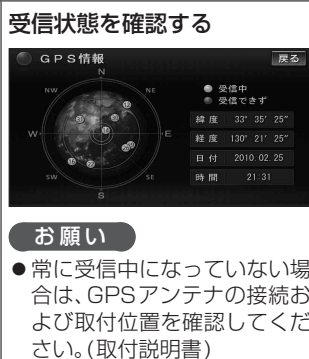 受信状態を確認する
GPS情報
戻る
N
NW
NE
W
E
SW
SE
S
受信中
受信できず
緯度 33° 35′ 25″
経度 130° 21′ 25″
日付 2010.02.25
時間 21:31
お願い
●常に受信中になっていない場
合は、GPSアンテナの接続お
よび取付位置を確認してくだ
さい。(取付説明書)